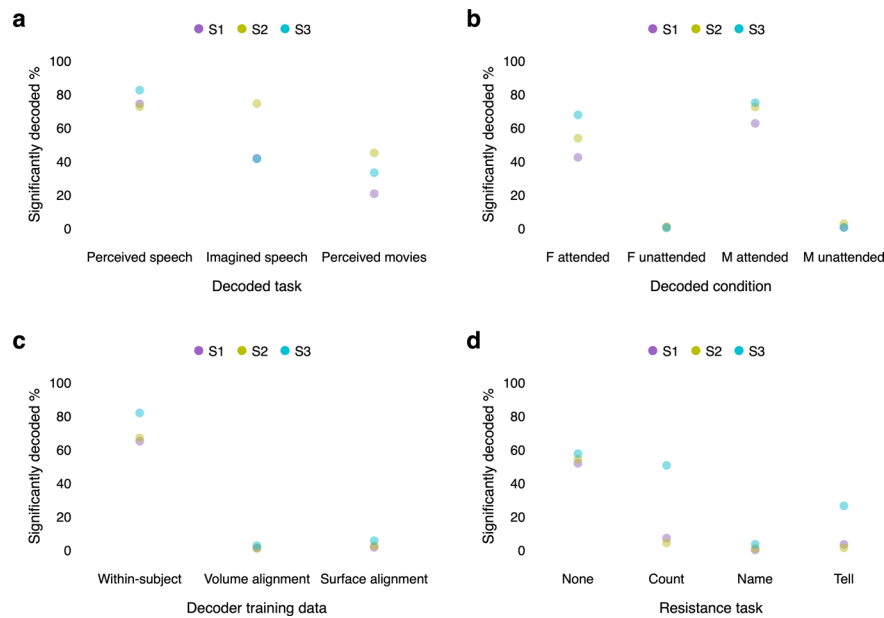 a
S1 S2 S3
Significantly decoded %
100
80
60
40
20
0
Perceived speech Imagined speech Perceived movies
Decoded task
b
S1 S2 S3
Significantly decoded %
100
80
60
40
20
0
F attended F unattended M attended M unattended
Decoded condition
c
S1 S2 S3
Significantly decoded %
100
80
60
40
20
0
Within-subject Volume alignment Surface alignment
Decoder training data
d
S1 S2 S3
Significantly decoded %
100
80
60
40
20
0
None Count Name Tell
Resistance task